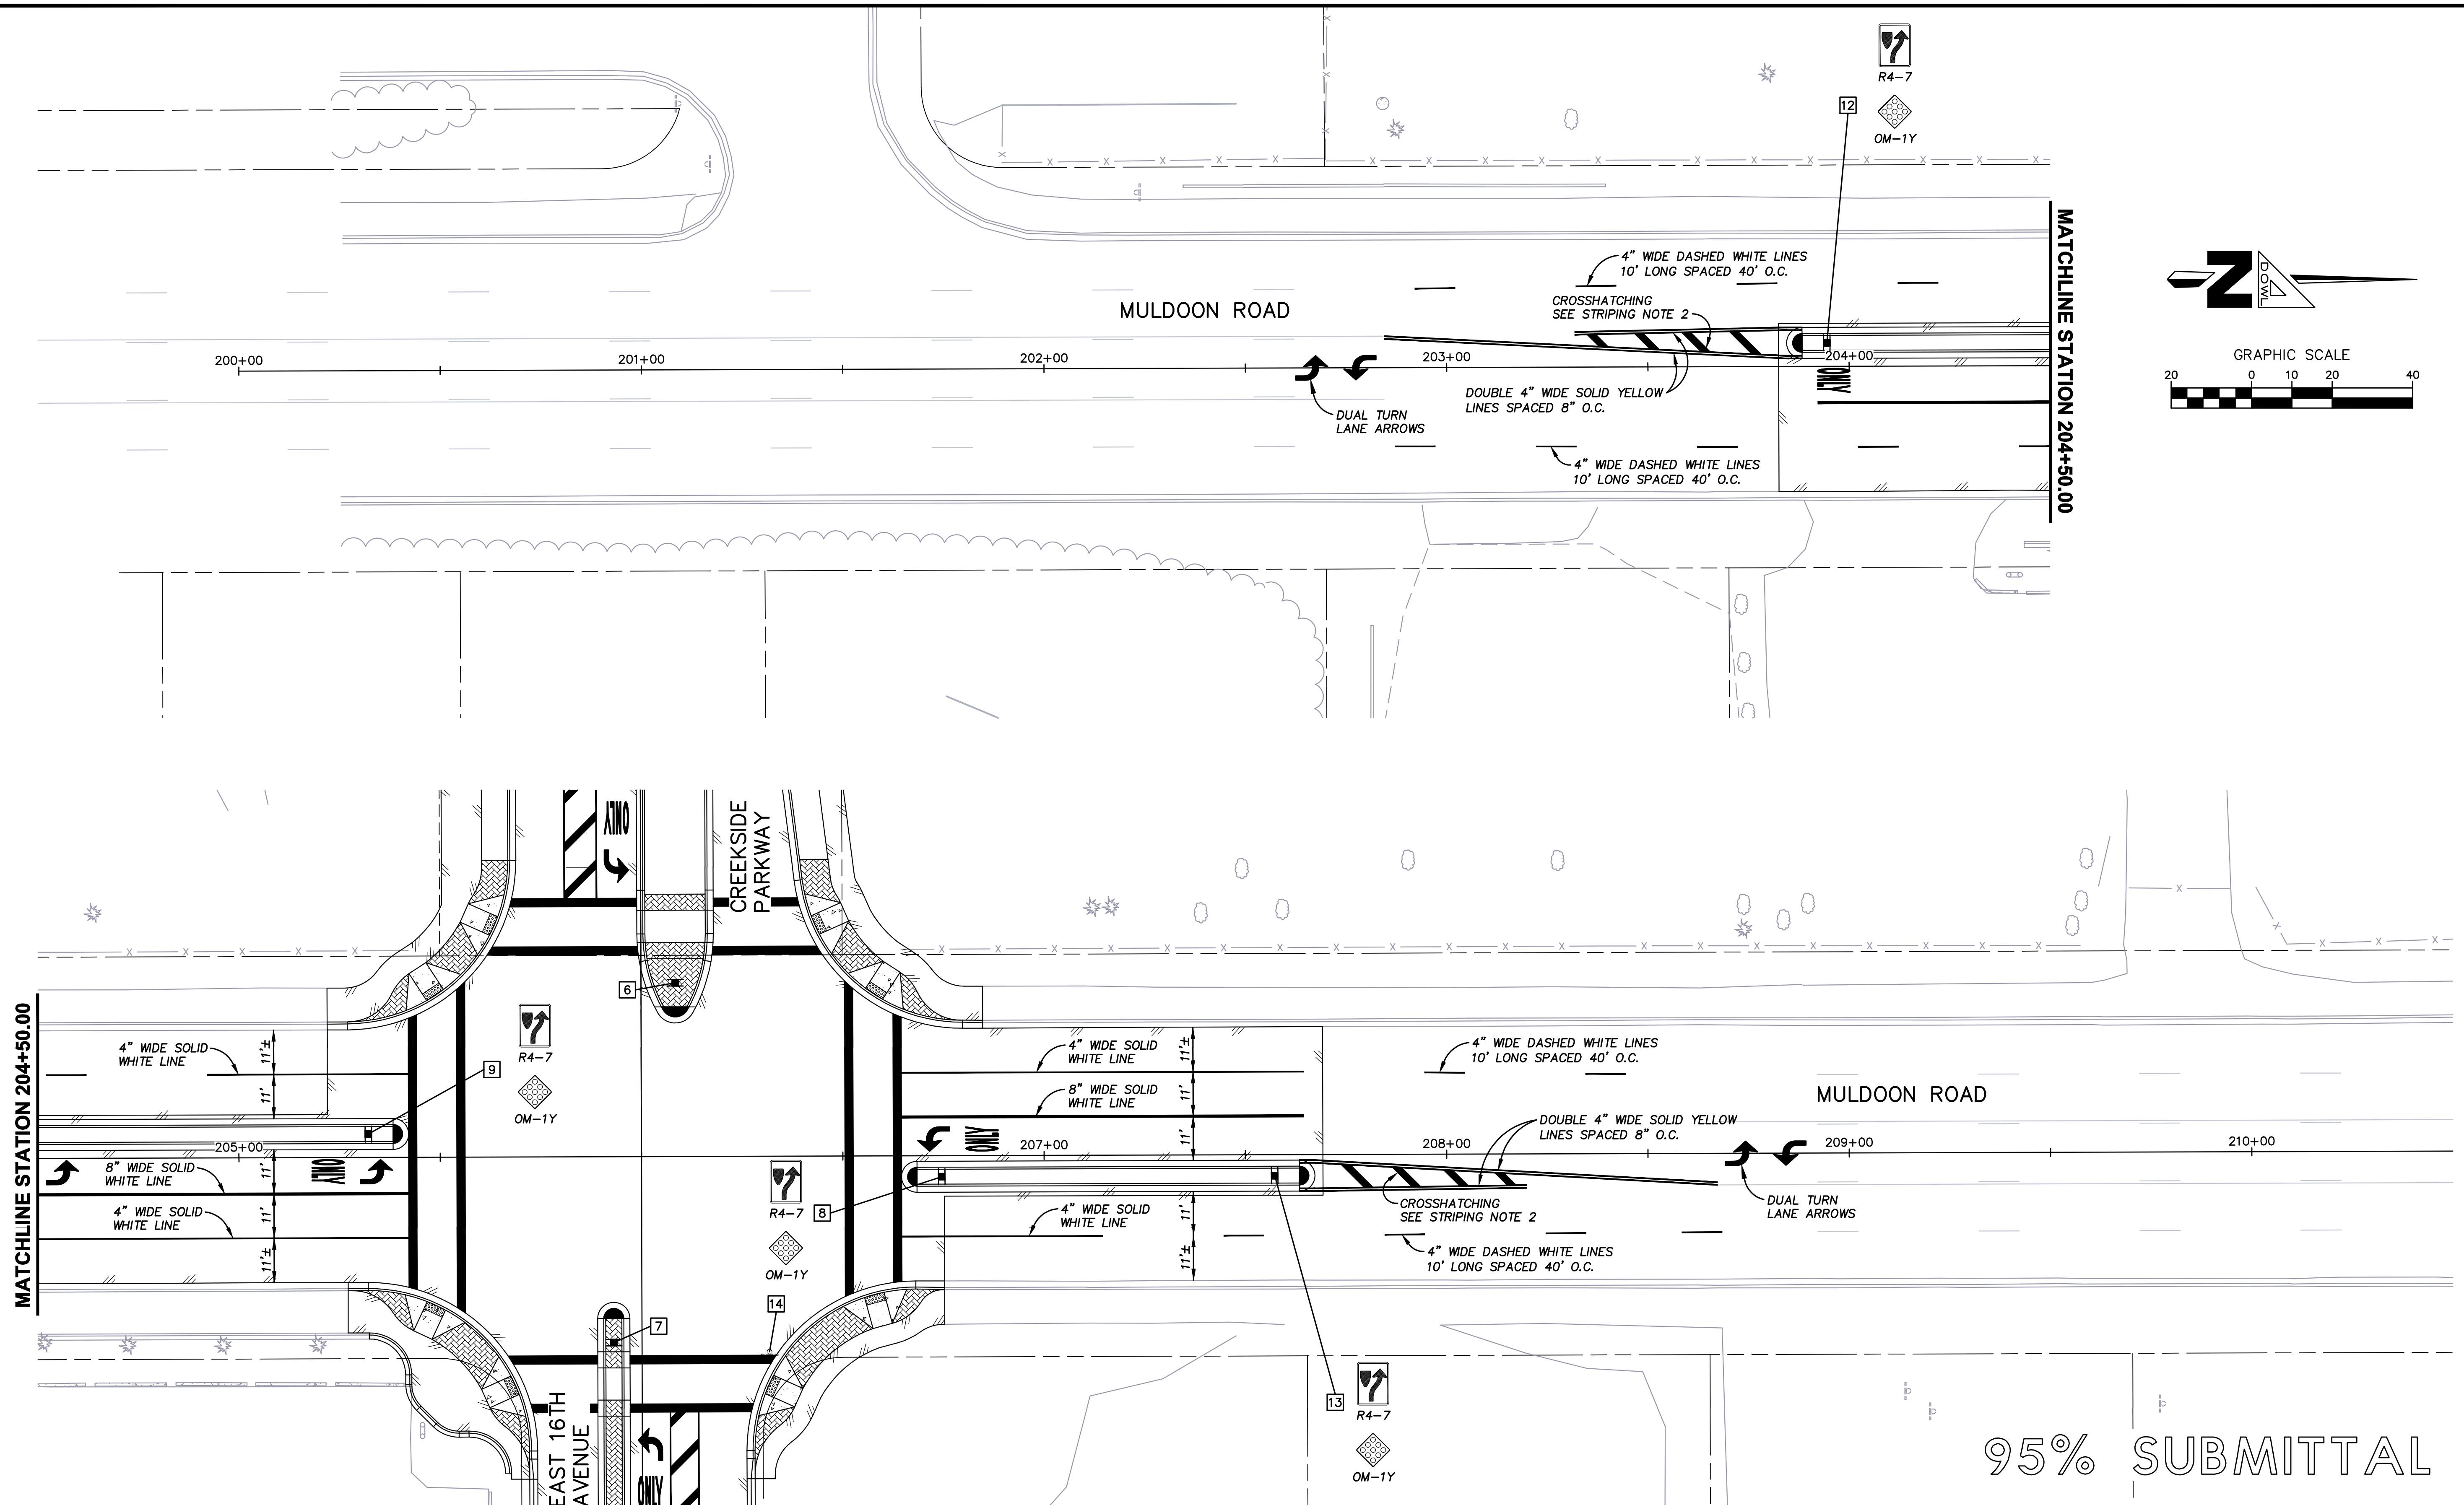 R4-7
12
OM-1Y
MATCHLINE STATION 204+50.00
4" WIDE DASHED WHITE LINES
10' LONG SPACED 40' O.C.
CROSSHATCHING
SEE STRIPING NOTE 2
MULDOON ROAD
200+00
201+00
202+00
203+00
204+00
ONLY
DOUBLE 4" WIDE SOLID YELLOW
LINES SPACED 8" O.C.
DUAL TURN
LANE ARROWS
4" WIDE DASHED WHITE LINES
10' LONG SPACED 40' O.C.
N
DOWL
GRAPHIC SCALE
20 0 10 20 40
ONLY
CREEKSIDE
PARKWAY
6
MATCHLINE STATION 204+50.00
4" WIDE SOLID
WHITE LINE
11'±
11'
9
R4-7
OM-1Y
205+00
8" WIDE SOLID
WHITE LINE
ONLY
11'
4" WIDE SOLID
WHITE LINE
11'
11'±
R4-7
8
OM-1Y
14
7
EAST 16TH
AVENUE
ONLY
4" WIDE SOLID
WHITE LINE
11'±
8" WIDE SOLID
WHITE LINE
11'
ONLY
11'
207+00
4" WIDE SOLID
WHITE LINE
11'
11'±
4" WIDE DASHED WHITE LINES
10' LONG SPACED 40' O.C.
MULDOON ROAD
DOUBLE 4" WIDE SOLID YELLOW
LINES SPACED 8" O.C.
208+00
209+00
210+00
CROSSHATCHING
SEE STRIPING NOTE 2
DUAL TURN
LANE ARROWS
4" WIDE DASHED WHITE LINES
10' LONG SPACED 40' O.C.
13
R4-7
OM-1Y
95% SUBMITTAL